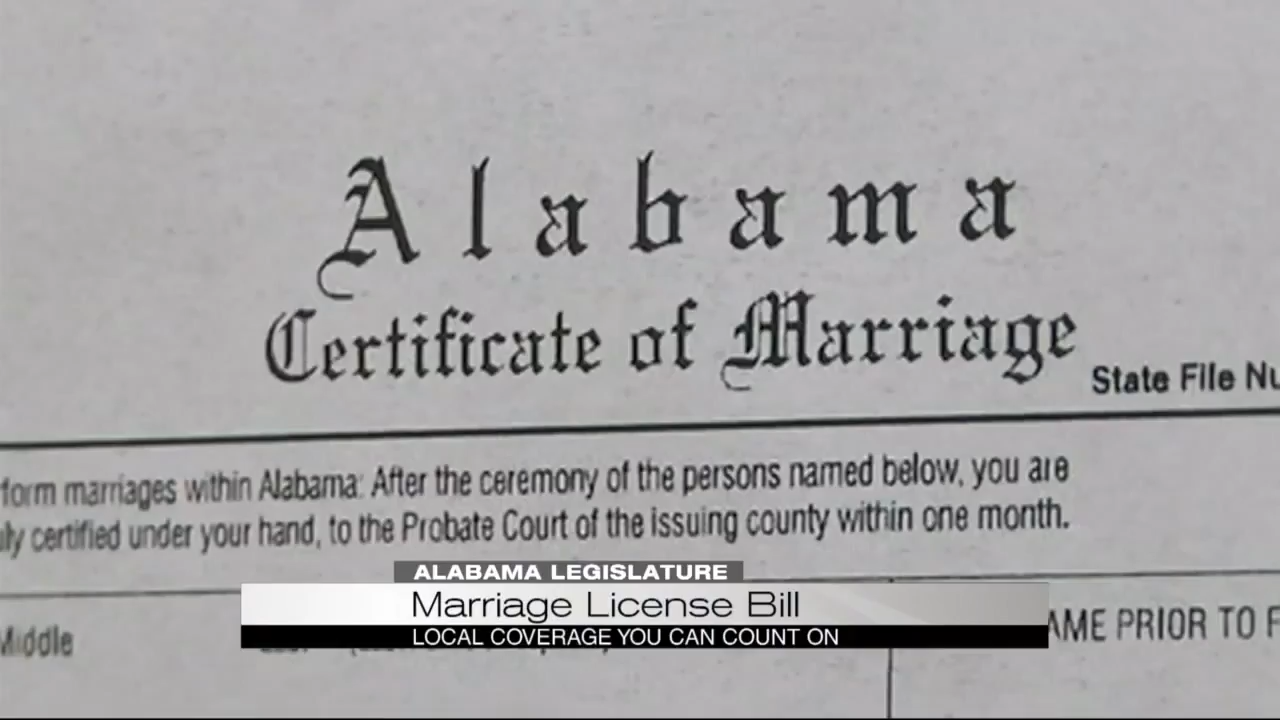 Alabama
Certificate of Marriage
State File
form marriages within Alabama: After the ceremony of the persons named below, you are
certified under your hand, to the Probate Court of the issuing county within one month.
ALABAMA LEGISLATURE
Marriage License Bill
LOCAL COVERAGE YOU CAN COUNT ON
Middle
AME PRIOR TO